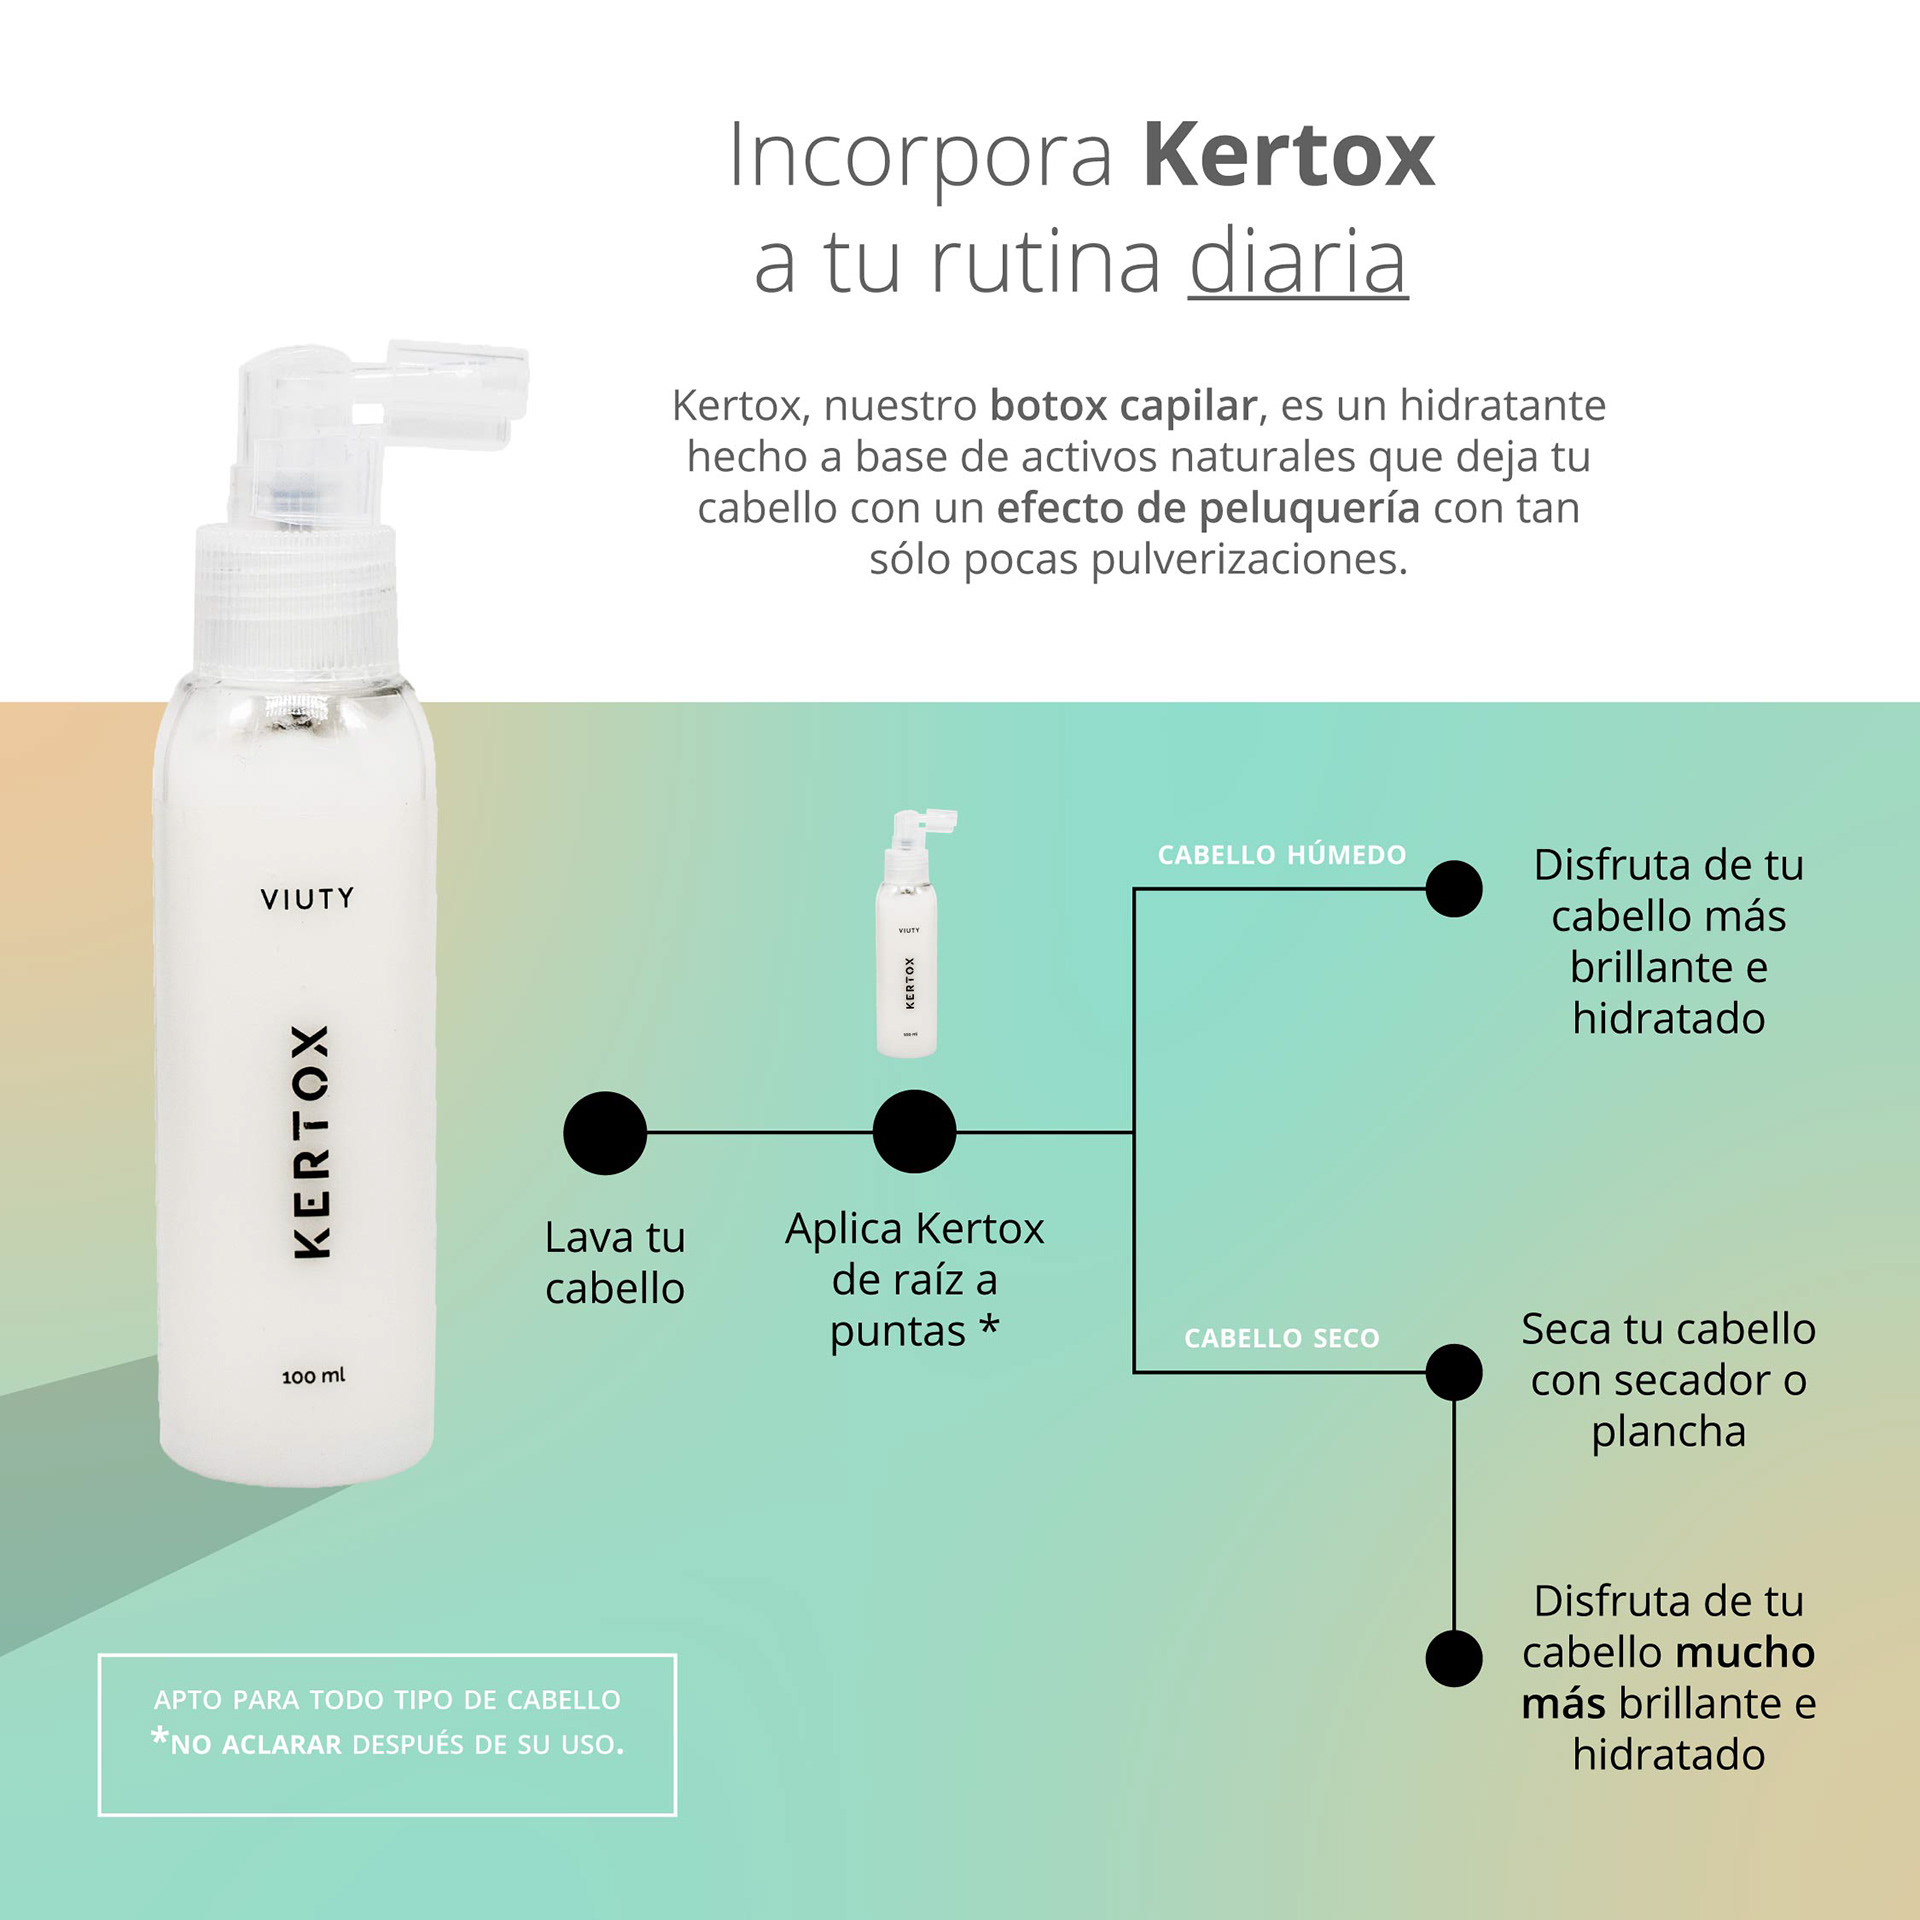 Incorpora Kertox
a tu rutina diaria
Kertox, nuestro botox capilar, es un hidratante
hecho a base de activos naturales que deja tu
cabello con un efecto de peluquería con tan
sólo pocas pulverizaciones.
VIUTY
KERTOX
100 ml
VIUTY
KERTOX
100 ml
Lava tu
cabello
Aplica Kertox
de raíz a
puntas *
CABELLO HÚMEDO
Disfruta de tu
cabello más
brillante e
hidratado
CABELLO SECO
Seca tu cabello
con secador o
plancha
Disfruta de tu
cabello mucho
más brillante e
hidratado
APTO PARA TODO TIPO DE CABELLO
*NO ACLARAR DESPUÉS DE SU USO.